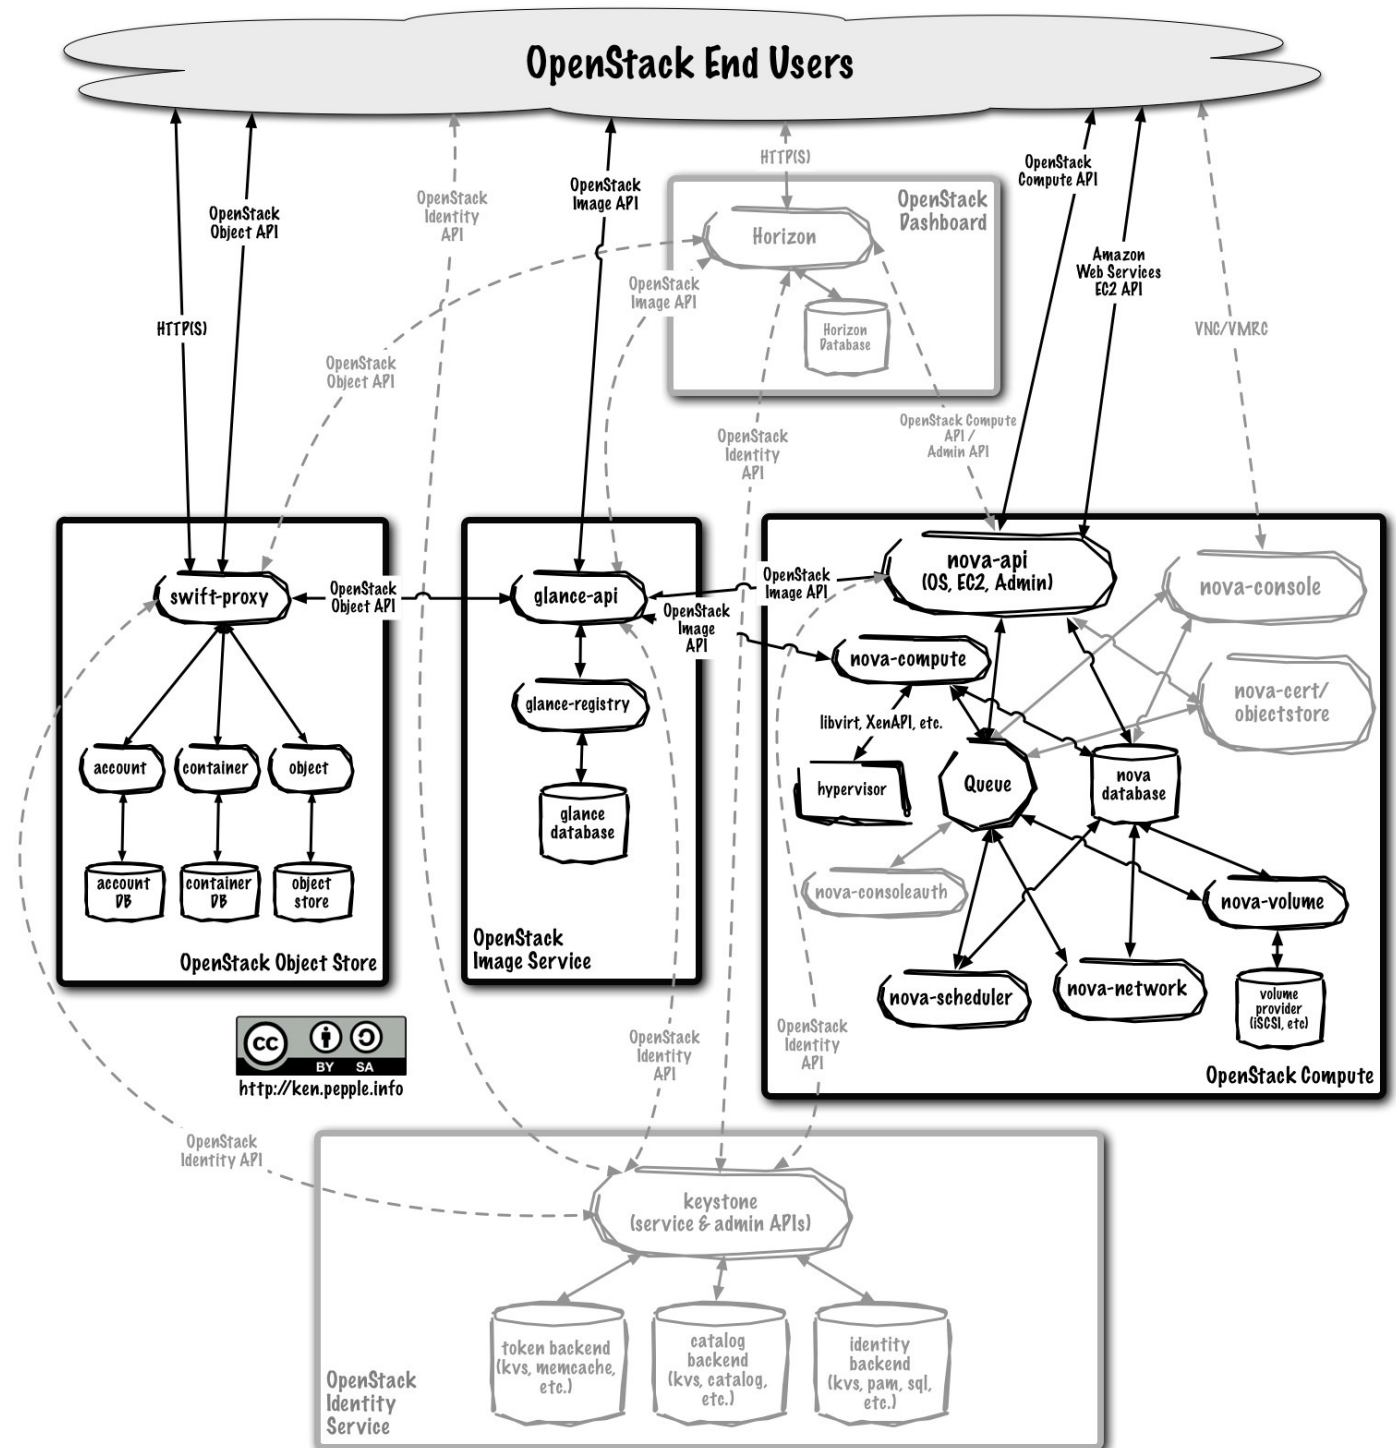 OpenStack End Users
HTTP(S)
OpenStack
Object API
OpenStack
Identity
API
OpenStack
Image API
HTTP(S)
OpenStack
Compute API
Amazon
Web Services
EC2 API
VNC/VMRC
OpenStack
Dashboard
Horizon
Horizon
Database
OpenStack
Image API
OpenStack
Object API
OpenStack
Identity
API
OpenStack Compute
API /
Admin API
swift-proxy
account
container
object
account
DB
container
DB
object
store
OpenStack Object Store
OpenStack
Object API
glance-api
glance-registry
glance
database
OpenStack
Image Service
OpenStack
Image API
OpenStack
Image
API
nova-api
(OS, EC2, Admin)
nova-console
nova-compute
nova-cert/
objectstore
libvirt, XenAPI, etc.
hypervisor
Queue
nova
database
nova-consoleauth
nova-volume
nova-scheduler
nova-network
volume
provider
(iSCSI, etc)
OpenStack Compute
OpenStack
Identity
API
OpenStack
Identity
API
cc
BY SA
http://ken.pepple.info
OpenStack
Identity API
keystone
(service & admin APIs)
token backend
(kvs, memcache,
etc.)
catalog
backend
(kvs, catalog,
etc.)
identity
backend
(kvs, pam, sql,
etc.)
OpenStack
Identity
Service